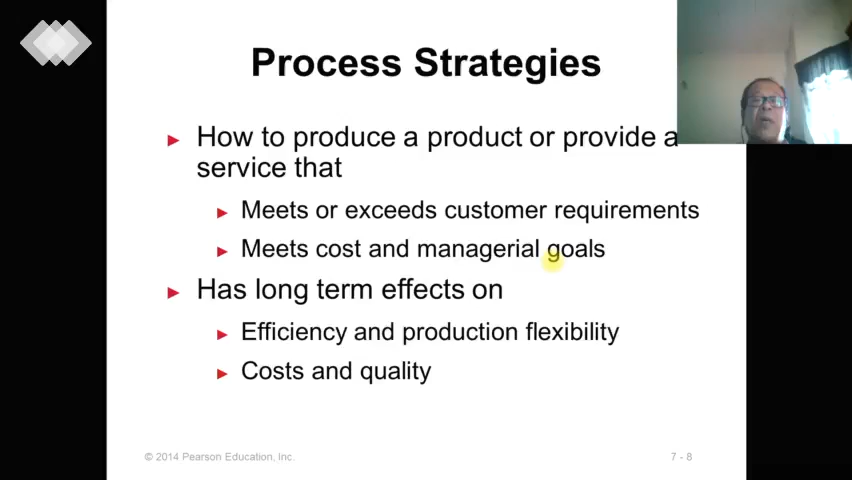 Process Strategies
How to produce a product or provide a
service that
Meets or exceeds customer requirements
Meets cost and managerial goals
Has long term effects on
Efficiency and production flexibility
Costs and quality
© 2014 Pearson Education, Inc.
7 - 8